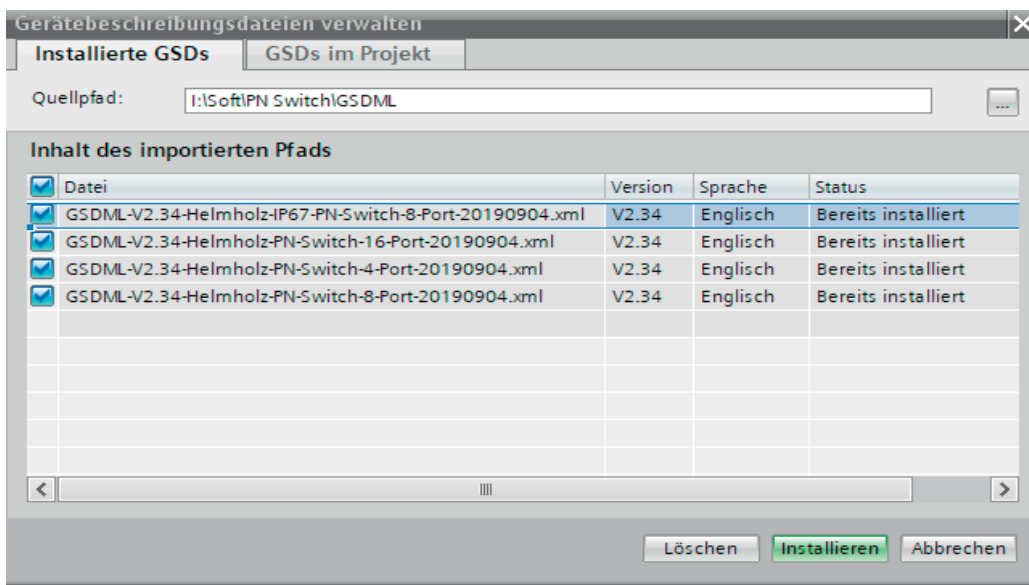 Gerätebeschreibungsdateien verwalten
Installierte GSDs GSDs im Projekt
Quellpfad: I:\Soft\PN Switch\GSDML ...
Inhalt des importierten Pfads
Datei Version Sprache Status
GSDML-V2.34-Helmholz-IP67-PN-Switch-8-Port-20190904.xml V2.34 Englisch Bereits installiert
GSDML-V2.34-Helmholz-PN-Switch-16-Port-20190904.xml V2.34 Englisch Bereits installiert
GSDML-V2.34-Helmholz-PN-Switch-4-Port-20190904.xml V2.34 Englisch Bereits installiert
GSDML-V2.34-Helmholz-PN-Switch-8-Port-20190904.xml V2.34 Englisch Bereits installiert
Löschen Installieren Abbrechen